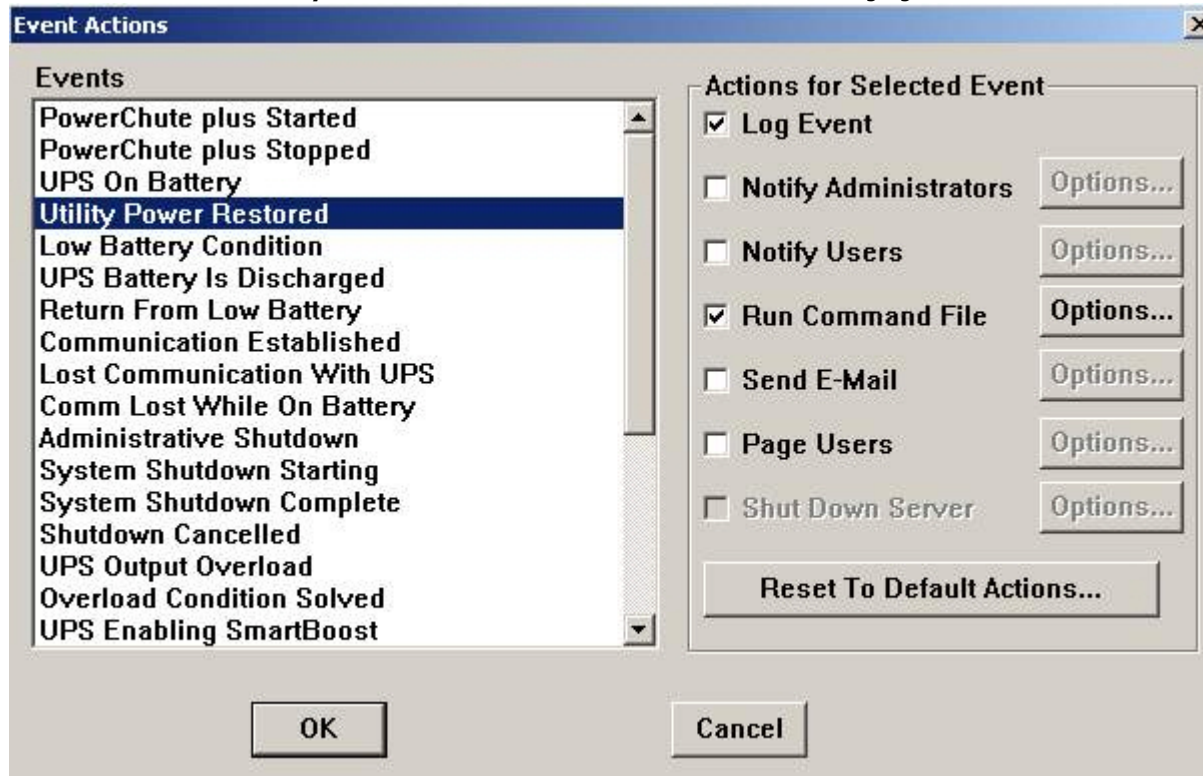 Event Actions
Events
PowerChute plus Started
PowerChute plus Stopped
UPS On Battery
Utility Power Restored
Low Battery Condition
UPS Battery Is Discharged
Return From Low Battery
Communication Established
Lost Communication With UPS
Comm Lost While On Battery
Administrative Shutdown
System Shutdown Starting
System Shutdown Complete
Shutdown Cancelled
UPS Output Overload
Overload Condition Solved
UPS Enabling SmartBoost
Actions for Selected Event
Log Event
Notify Administrators Options...
Notify Users Options...
Run Command File Options...
Send E-Mail Options...
Page Users Options...
Shut Down Server Options...
Reset To Default Actions...
OK Cancel